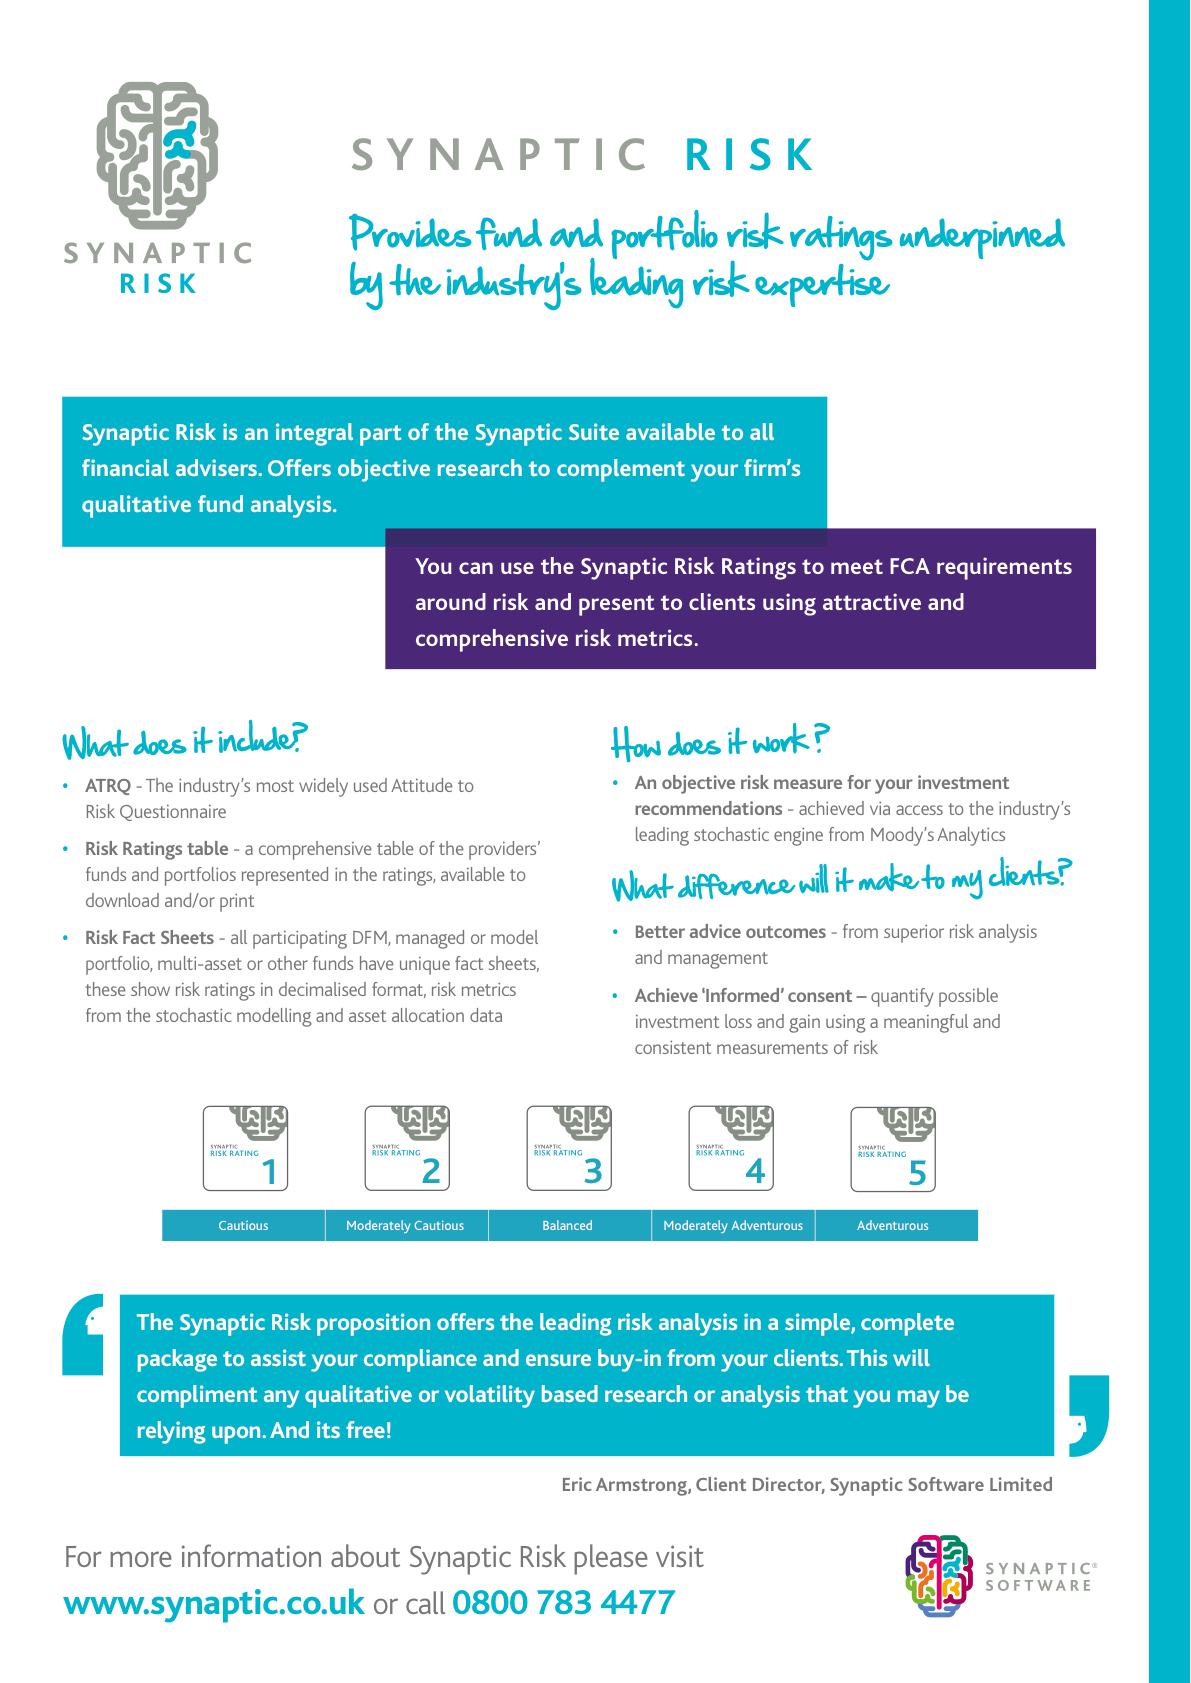 SYNAPTIC
RISK
SYNAPTIC RISK
Provides fund and portfolio risk ratings underpinned
by the industry's leading risk expertise
Synaptic Risk is an integral part of the Synaptic Suite available to all
financial advisers. Offers objective research to complement your firm's
qualitative fund analysis.
You can use the Synaptic Risk Ratings to meet FCA requirements
around risk and present to clients using attractive and
comprehensive risk metrics.
What does it include?
• ATRQ - The industry's most widely used Attitude to
Risk Questionnaire
• Risk Ratings table - a comprehensive table of the providers'
funds and portfolios represented in the ratings, available to
download and/or print
• Risk Fact Sheets - all participating DFM, managed or model
portfolio, multi-asset or other funds have unique fact sheets,
these show risk ratings in decimalised format, risk metrics
from the stochastic modelling and asset allocation data
How does it work ?
• An objective risk measure for your investment
recommendations - achieved via access to the industry's
leading stochastic engine from Moody's Analytics
What difference will it make to my clients?
• Better advice outcomes - from superior risk analysis
and management
• Achieve 'Informed' consent – quantify possible
investment loss and gain using a meaningful and
consistent measurements of risk
SYNAPTIC
RISK RATING
1
SYNAPTIC
RISK RATING
2
SYNAPTIC
RISK RATING
3
SYNAPTIC
RISK RATING
4
SYNAPTIC
RISK RATING
5
Cautious
Moderately Cautious
Balanced
Moderately Adventurous
Adventurous
The Synaptic Risk proposition offers the leading risk analysis in a simple, complete
package to assist your compliance and ensure buy-in from your clients. This will
compliment any qualitative or volatility based research or analysis that you may be
relying upon. And its free!
Eric Armstrong, Client Director, Synaptic Software Limited
For more information about Synaptic Risk please visit
www.synaptic.co.uk or call 0800 783 4477
SYNAPTIC®
SOFTWARE